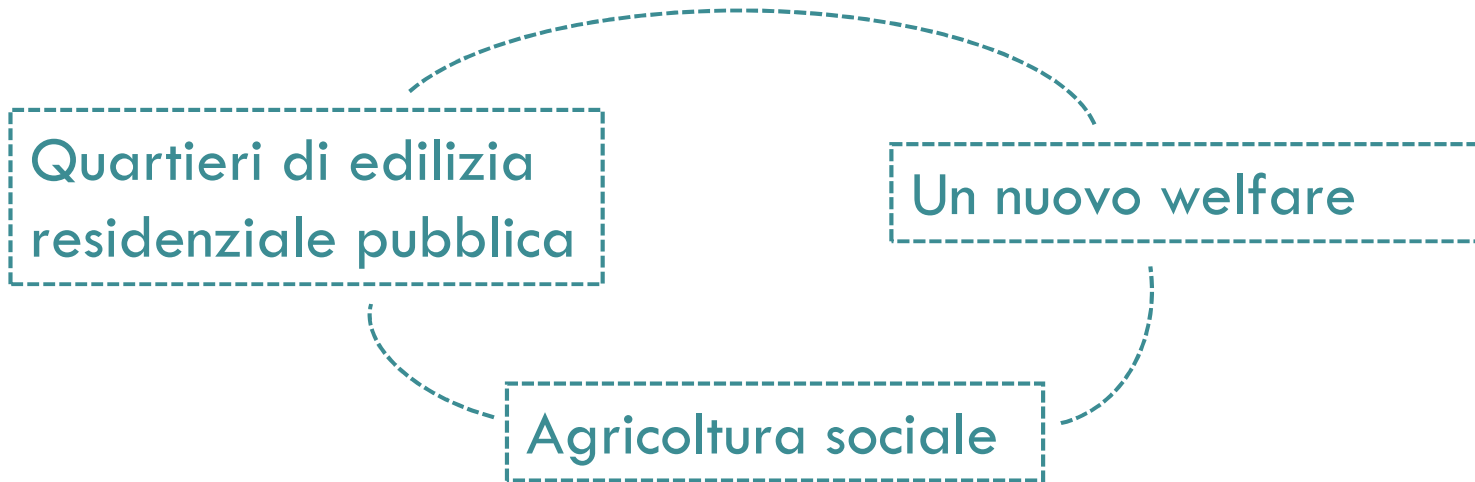 Quartieri di edilizia
residenziale pubblica
Un nuovo welfare
Agricoltura sociale